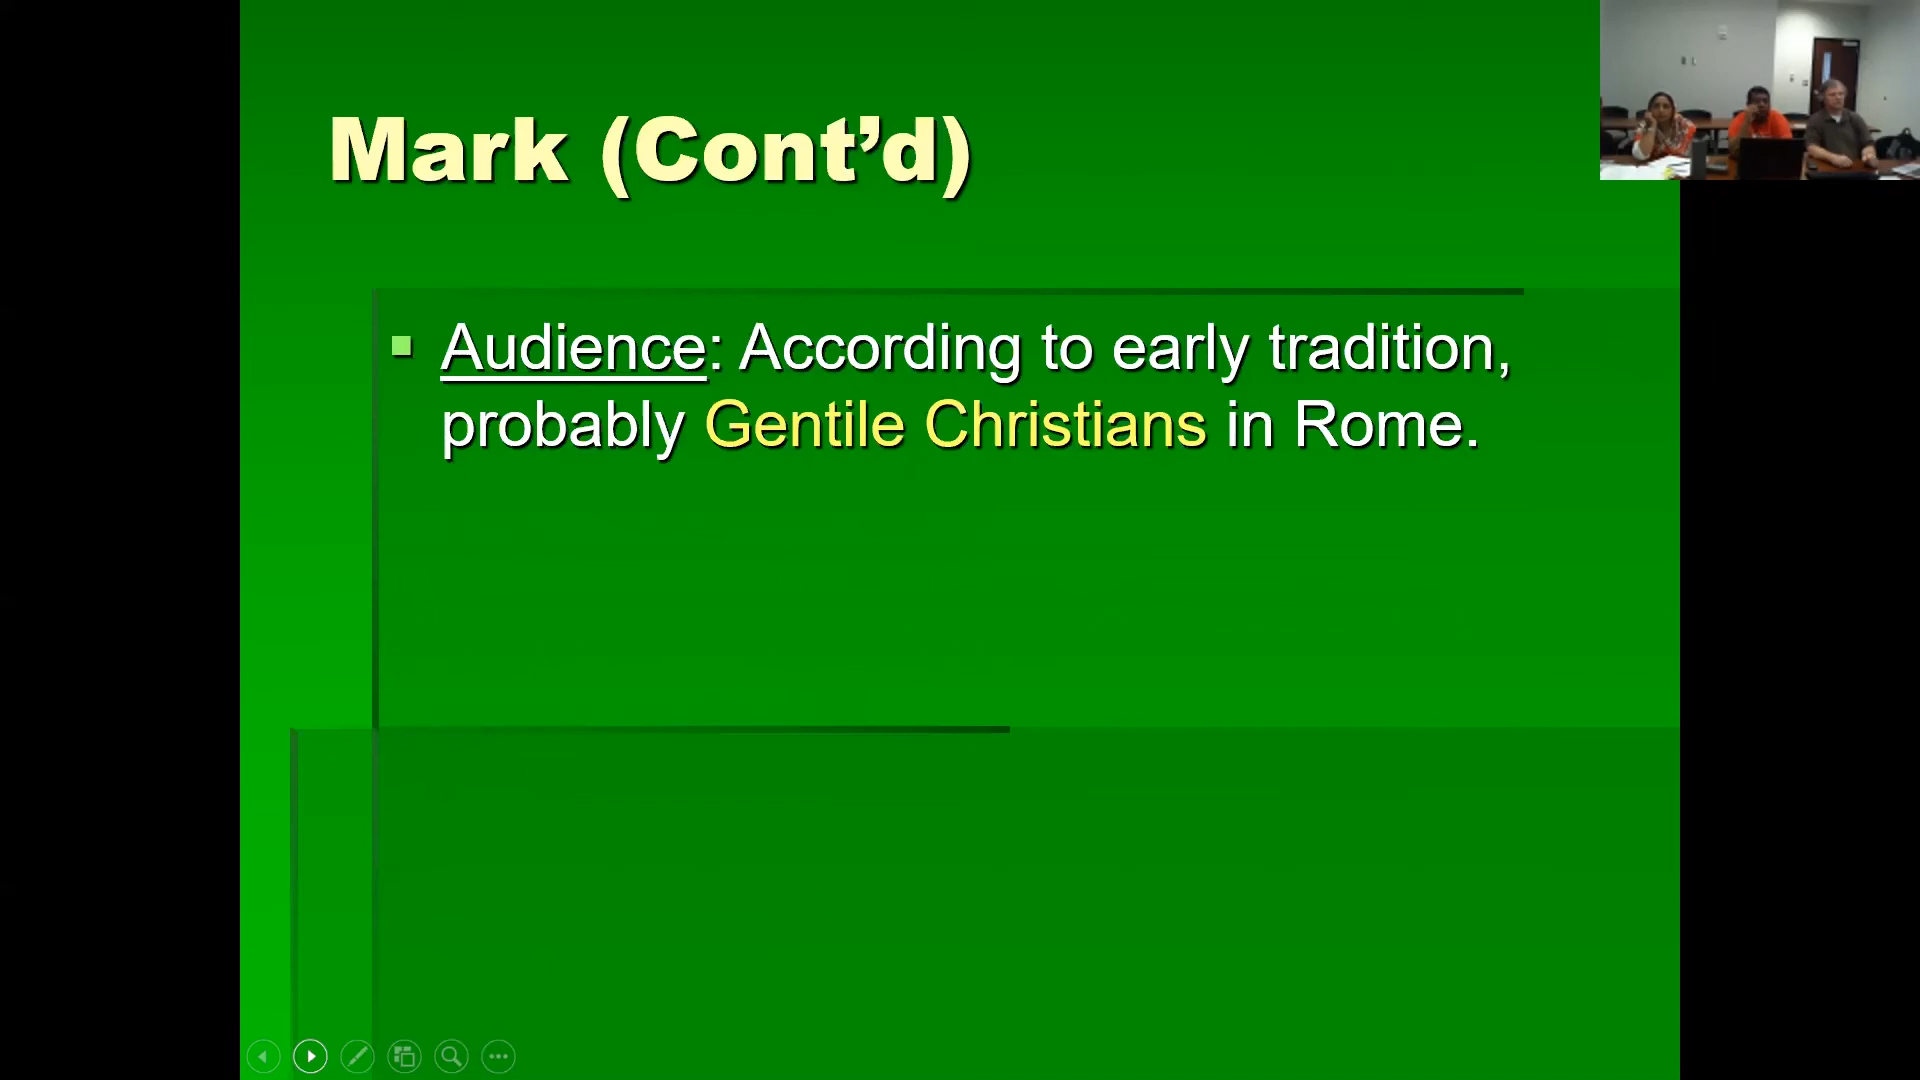 Mark (Cont’d)
Audience: According to early tradition,
probably Gentile Christians in Rome.